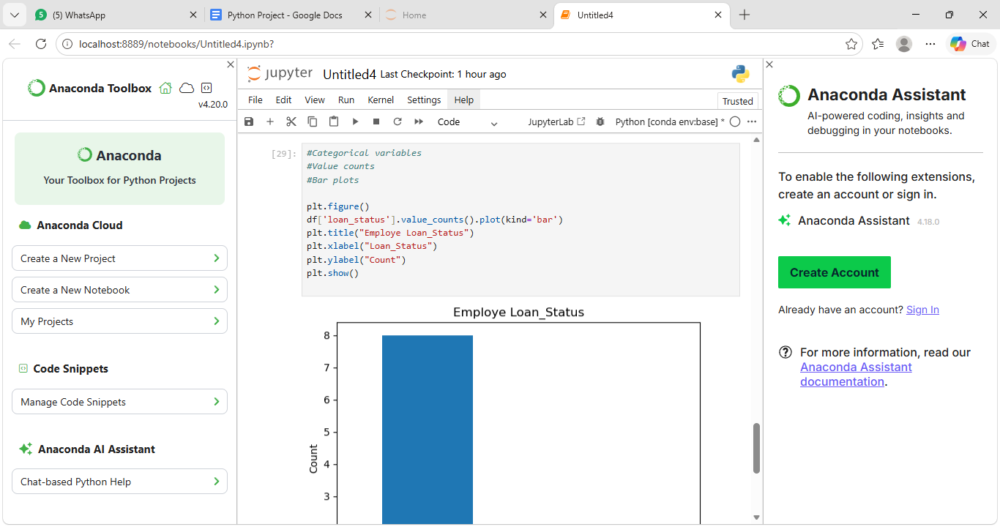 5 (5) WhatsApp
Python Project - Google Docs
Home
Untitled4
localhost:8889/notebooks/Untitled4.ipynb?
Chat
Anaconda Toolbox
v4.20.0
Anaconda
Your Toolbox for Python Projects
Anaconda Cloud
Create a New Project
Create a New Notebook
My Projects
Code Snippets
Manage Code Snippets
Anaconda AI Assistant
Chat-based Python Help
jupyter Untitled4 Last Checkpoint: 1 hour ago
File Edit View Run Kernel Settings Help
Trusted
Code
JupyterLab
Python [conda env:base] *
[29]:
#Categorical variables
#Value counts
#Bar plots
plt.figure()
df['loan_status'].value_counts().plot(kind='bar')
plt.title("Employe Loan_Status")
plt.xlabel("Loan_Status")
plt.ylabel("Count")
plt.show()
Employe Loan_Status
8
7
6
5
4
3
Count
Anaconda Assistant
AI-powered coding, insights and
debugging in your notebooks.
To enable the following extensions,
create an account or sign in.
Anaconda Assistant 4.18.0
Create Account
Already have an account? Sign In
For more information, read our
Anaconda Assistant
documentation.